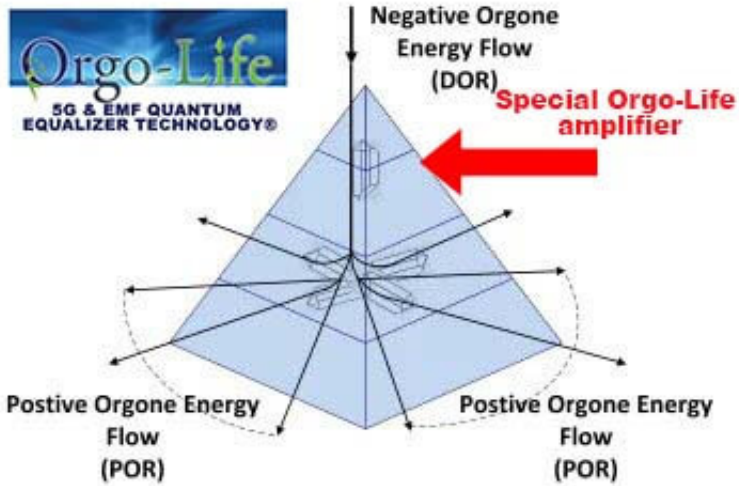 Orgo-Life
5G & EMF QUANTUM
EQUALIZER TECHNOLOGY®
Negative Orgone
Energy Flow
(DOR)
Special Orgo-Life
amplifier
Postive Orgone Energy
Flow
(POR)
Postive Orgone Energy
Flow
(POR)